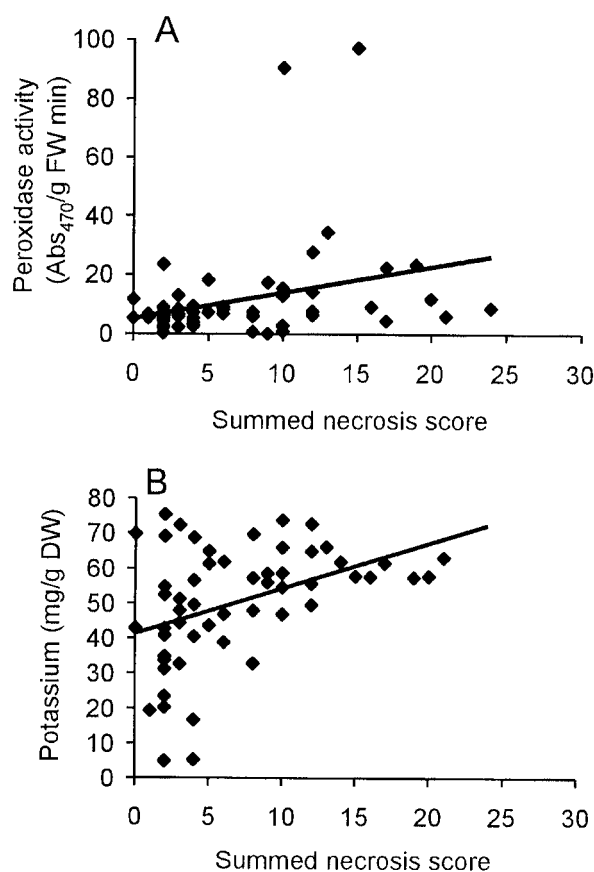 A
100
80
60
40
20
0
Peroxidase activity
(Abs470/g FW min)
0 5 10 15 20 25 30
Summed necrosis score
B
80
70
60
50
40
30
20
10
0
Potassium (mg/g DW)
0 5 10 15 20 25 30
Summed necrosis score